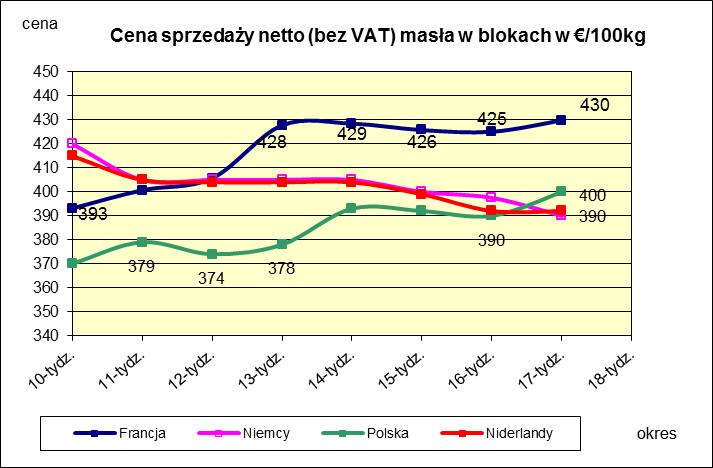 cena
Cena sprzedaży netto (bez VAT) masła w blokach w €/100kg
450
440
430
420
410
400
390
380
370
360
350
340
393
428
429
426
425
430
379
374
378
390
400
390
10-tydz.
11-tydz.
12-tydz.
13-tydz.
14-tydz.
15-tydz.
16-tydz.
17-tydz.
18-tydz.
Francja
Niemcy
Polska
Niderlandy
okres